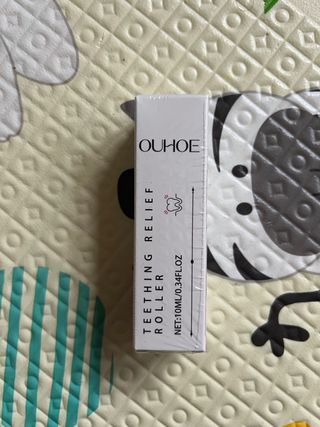 OUHOE
TEETHING RELIEF
ROLLER
NET:10ML/0.34FL.OZ